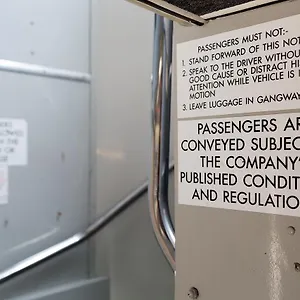 PASSENGERS MUST NOT:-
1. STAND FORWARD OF THIS NOT
2. SPEAK TO THE DRIVER WITHOUT
GOOD CAUSE OR DISTRACT HI
ATTENTION WHILE VEHICLE IS I
MOTION
3. LEAVE LUGGAGE IN GANGWAY
PASSENGERS AR
CONVEYED SUBJEC
THE COMPANY'
PUBLISHED CONDIT
AND REGULATION